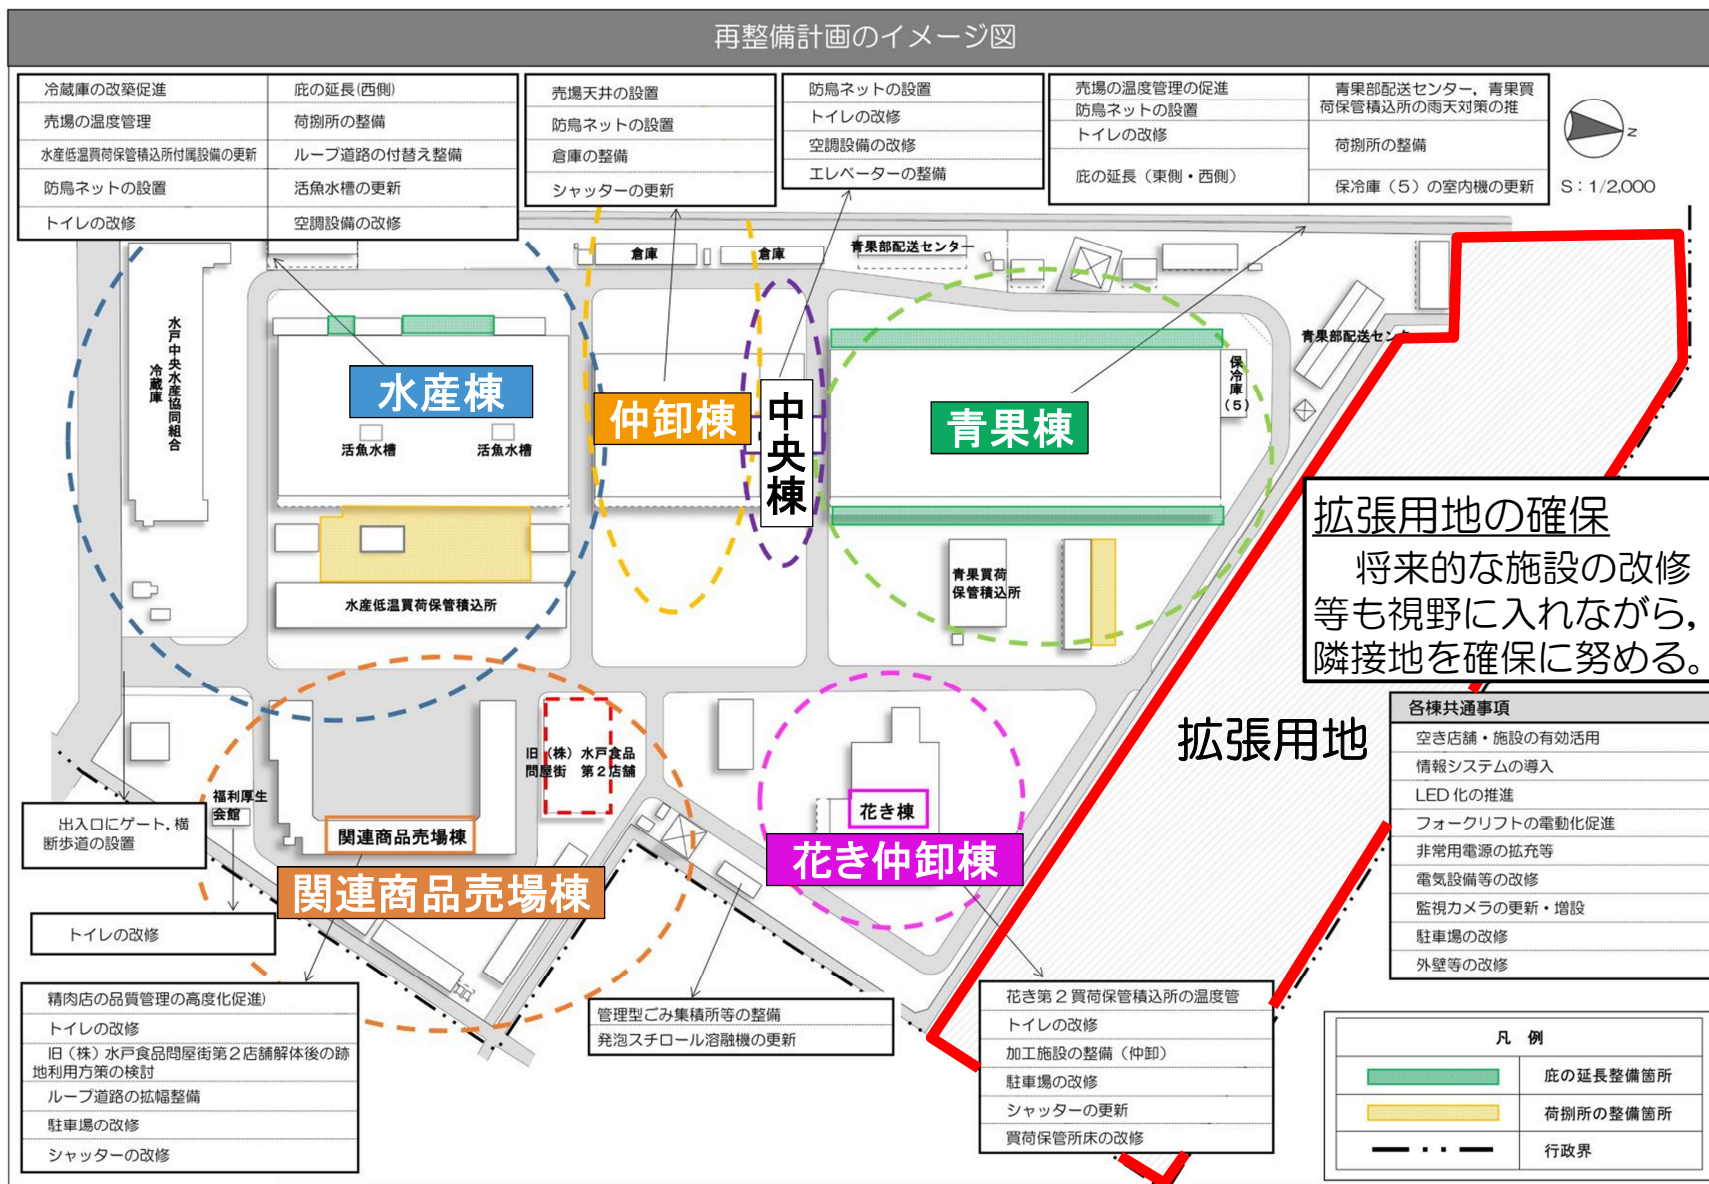 再整備計画のイメージ図
冷蔵庫の改築促進
売場の温度管理
水産低温買荷保管積込所付属設備の更新
防鳥ネットの設置
トイレの改修
庇の延長(西側)
荷捌所の整備
ループ道路の付替え整備
活魚水槽の更新
空調設備の改修
売場天井の設置
防鳥ネットの設置
倉庫の整備
シャッターの更新
防鳥ネットの設置
トイレの改修
空調設備の改修
エレベーターの整備
売場の温度管理の促進
防鳥ネットの設置
トイレの改修
庇の延長（東側・西側）
青果部配送センター，青果買
荷保管積込所の雨天対策の推
荷捌所の整備
保冷庫（5）の室内機の更新
N
S：1/2,000
倉庫
倉庫
青果部配送センター
青果部配送センター
水戸中央水産協同組合
冷蔵庫
水産棟
活魚水槽
活魚水槽
仲卸棟
中央棟
青果棟
保冷庫
（5）
水産低温買荷保管積込所
青果買荷
保管積込所
拡張用地の確保
将来的な施設の改修
等も視野に入れながら，
隣接地を確保に努める。
拡張用地
各棟共通事項
空き店舗・施設の有効活用
情報システムの導入
LED 化の推進
フォークリフトの電動化促進
非常用電源の拡充等
電気設備等の改修
監視カメラの更新・増設
駐車場の改修
外壁等の改修
旧（株）水戸食品
問屋街　第２店舗
福利厚生
会館
出入口にゲート，横
断歩道の設置
関連商品売場棟
関連商品売場棟
花き棟
花き仲卸棟
トイレの改修
精肉店の品質管理の高度化促進)
トイレの改修
旧（株）水戸食品問屋街第２店舗解体後の跡
地利用方策の検討
ループ道路の拡幅整備
駐車場の改修
シャッターの改修
管理型ごみ集積所等の整備
発泡スチロール溶融機の更新
花き第２買荷保管積込所の温度管
トイレの改修
加工施設の整備（仲卸）
駐車場の改修
シャッターの更新
買荷保管所床の改修
凡　例
庇の延長整備箇所
荷捌所の整備箇所
行政界